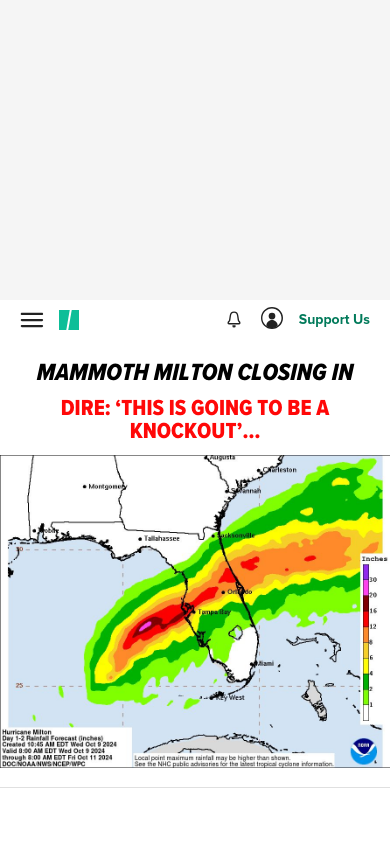 Support Us
MAMMOTH MILTON CLOSING IN
DIRE: ‘THIS IS GOING TO BE A
KNOCKOUT’...
Augusta
Charleston
Montgomery
Savannah
Mobile
Tallahassee
Jacksonville
30
Inches
30
20
16
12
8
6
4
2
1
Orlando
Tampa Bay
Miami
25
Key West
Hurricane Milton
Day 1-2 Rainfall Forecast (inches)
Created 10:45 AM EDT Wed Oct 9 2024
Valid 8:00 AM EDT Wed Oct 9 2024
through 8:00 AM EDT Fri Oct 11 2024
DOC/NOAA/NWS/NCEP/WPC
Local point maximum rainfall may be higher than shown.
See the NHC public advisories for the latest tropical cyclone information.
noaa